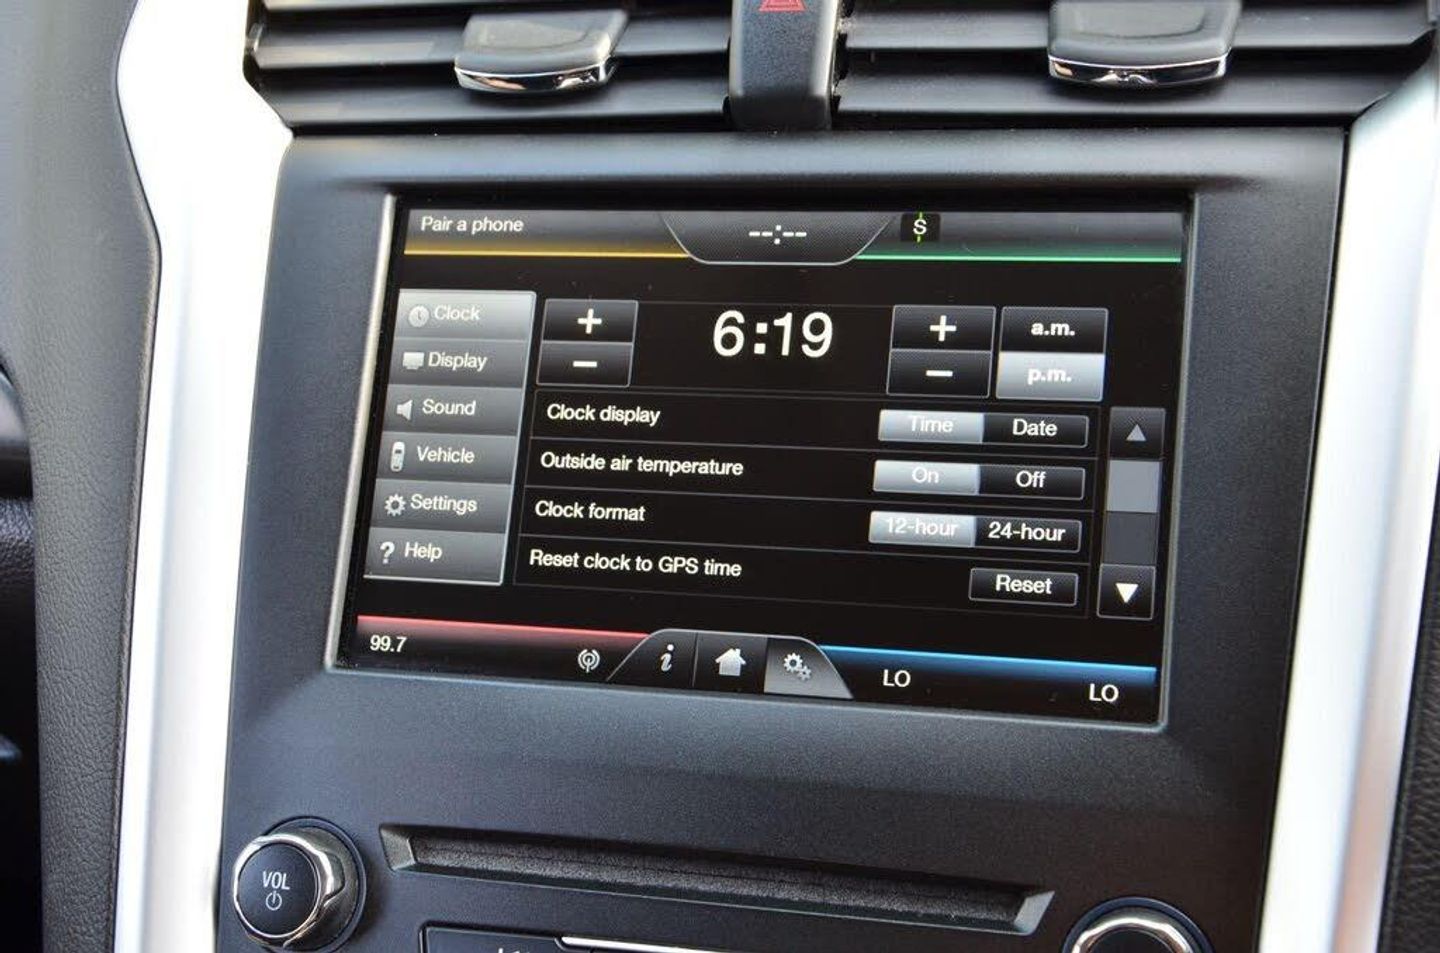 Pair a phone --:-- S
Clock
Display
Sound
Vehicle
Settings
? Help
+ 6:19 + a.m.
− − p.m.
Clock display Time Date
Outside air temperature On Off
Clock format 12-hour 24-hour
Reset clock to GPS time Reset
99.7 i LO LO
VOL